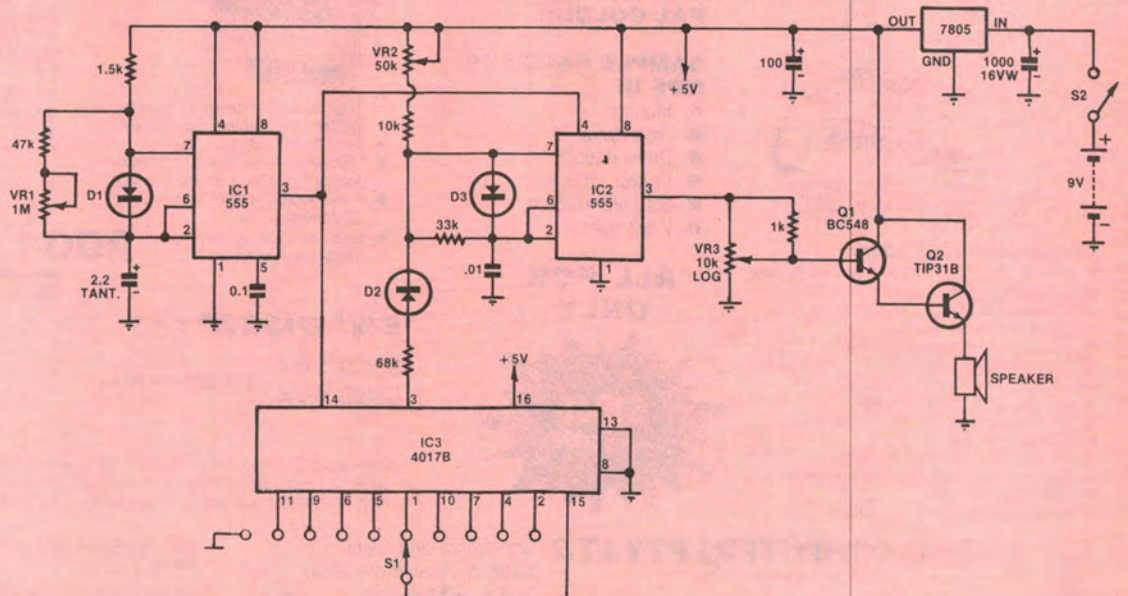 OUT
7805
IN
GND
100
+
-
1000
16VW
+
-
S2
+
9V
-
+5V
1.5k
47k
VR1
1M
D1
2.2
TANT.
+
-
4
8
7
6
2
3
1
5
IC1
555
0.1
VR2
50k
10k
33k
D3
D2
.01
68k
4
8
7
6
2
3
1
IC2
555
VR3
10k
LOG
1k
Q1
BC548
Q2
TIP31B
SPEAKER
+5V
14
3
16
13
8
IC3
4017B
11
9
6
5
1
10
7
4
2
15
S1